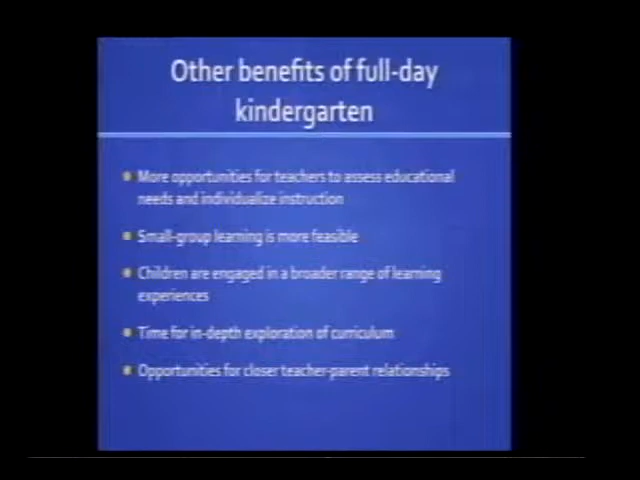 Other benefits of full-day
kindergarten
More opportunities for teachers to assess educational
needs and individualize instruction
Small-group learning is more feasible
Children are engaged in a broader range of learning
experiences
Time for in-depth exploration of curriculum
Opportunities for closer teacher-parent relationships